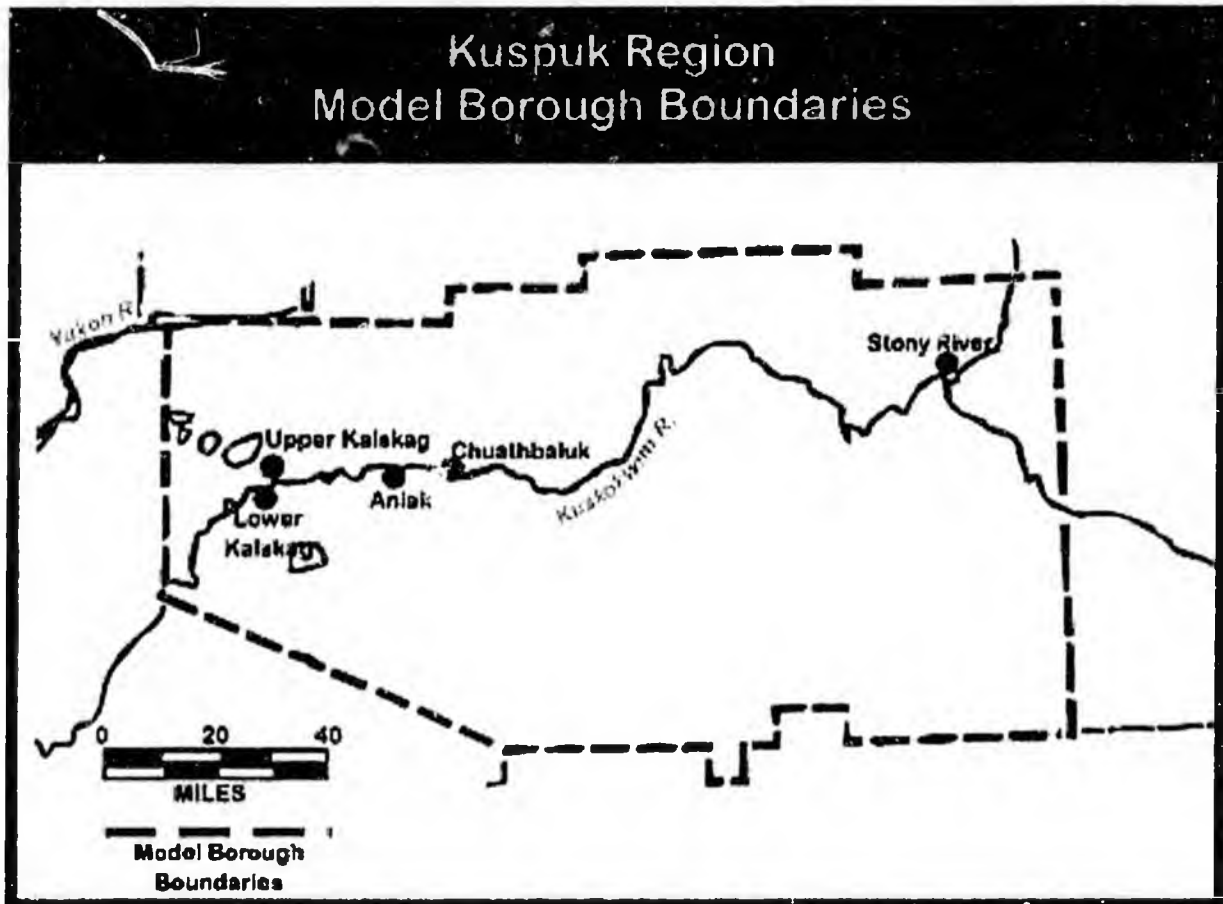 Kuspuk Region
Model Borough Boundaries
Yukon R.
Stony River
Upper Kalskag
Chuathbaluk
Aniak
Kuskokwim R.
Lower
Kalskag
0 20 40
MILES
Model Borough
Boundaries